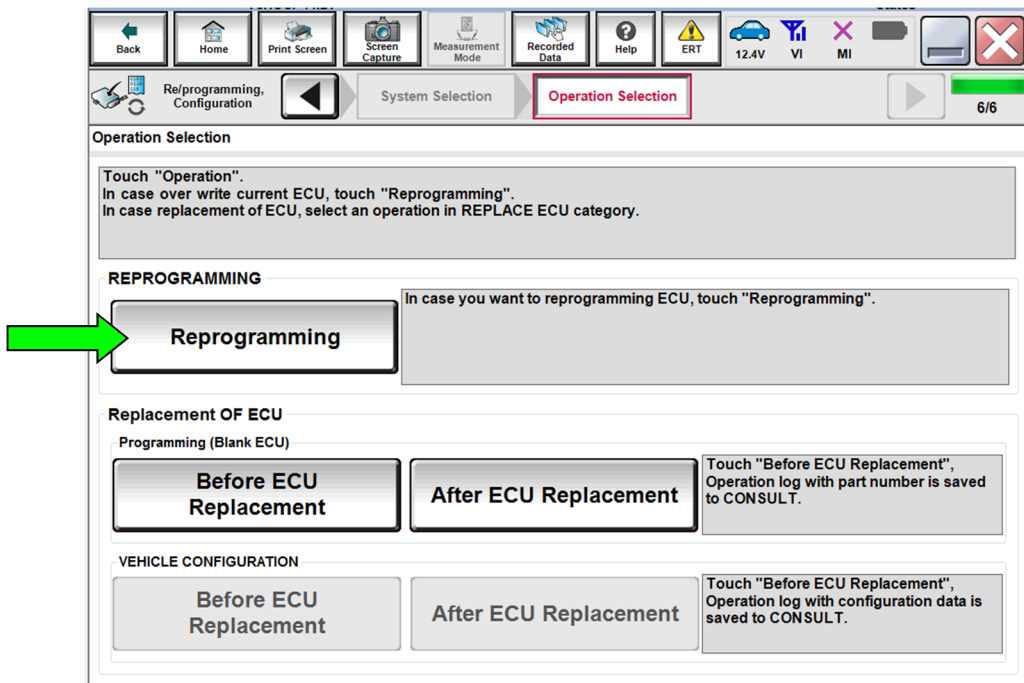 Back
Home
Print Screen
Screen
Capture
Measurement
Mode
Recorded
Data
Help
ERT
12.4V
VI
MI
Re/programming,
Configuration
System Selection
Operation Selection
6/6
Operation Selection
Touch "Operation".
In case over write current ECU, touch "Reprogramming".
In case replacement of ECU, select an operation in REPLACE ECU category.
REPROGRAMMING
Reprogramming
In case you want to reprogramming ECU, touch "Reprogramming".
Replacement OF ECU
Programming (Blank ECU)
Before ECU
Replacement
After ECU Replacement
Touch "Before ECU Replacement",
Operation log with part number is saved
to CONSULT.
VEHICLE CONFIGURATION
Before ECU
Replacement
After ECU Replacement
Touch "Before ECU Replacement",
Operation log with configuration data is
saved to CONSULT.